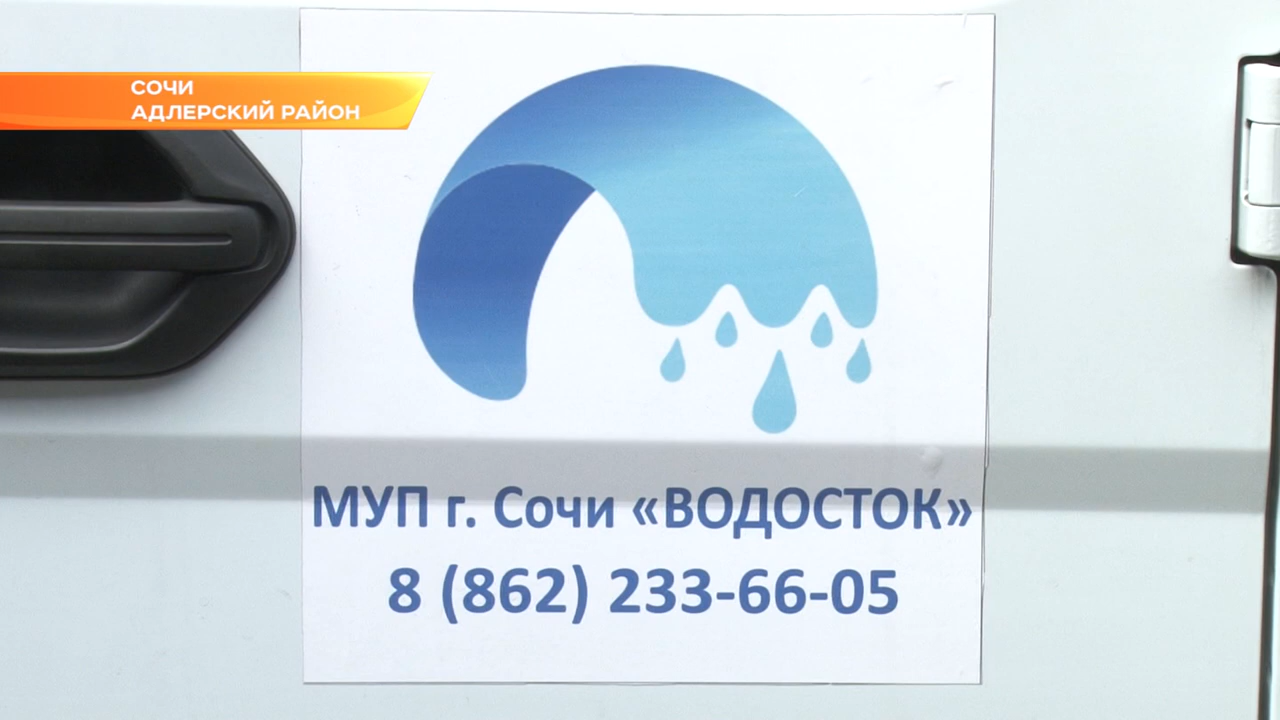 СОЧИ
АДЛЕРСКИЙ РАЙОН
МУП г. Сочи «ВОДОСТОК»
8 (862) 233-66-05